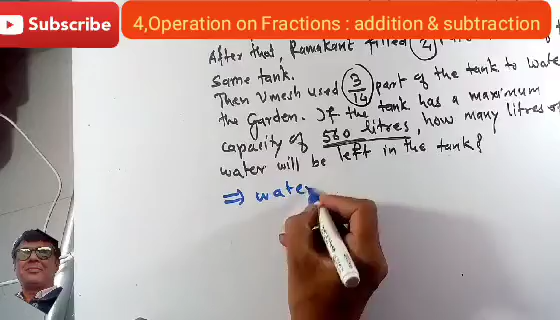 Subscribe
4,Operation on Fractions : addition & subtraction
After that, Ramakant filled
same tank.
Then Umesh used 3/14 part of the tank to Wate
the Garden. If the tank has a maximum
capacity of 560 litres, how many litres of
water will be left in the tank?
⇒ water